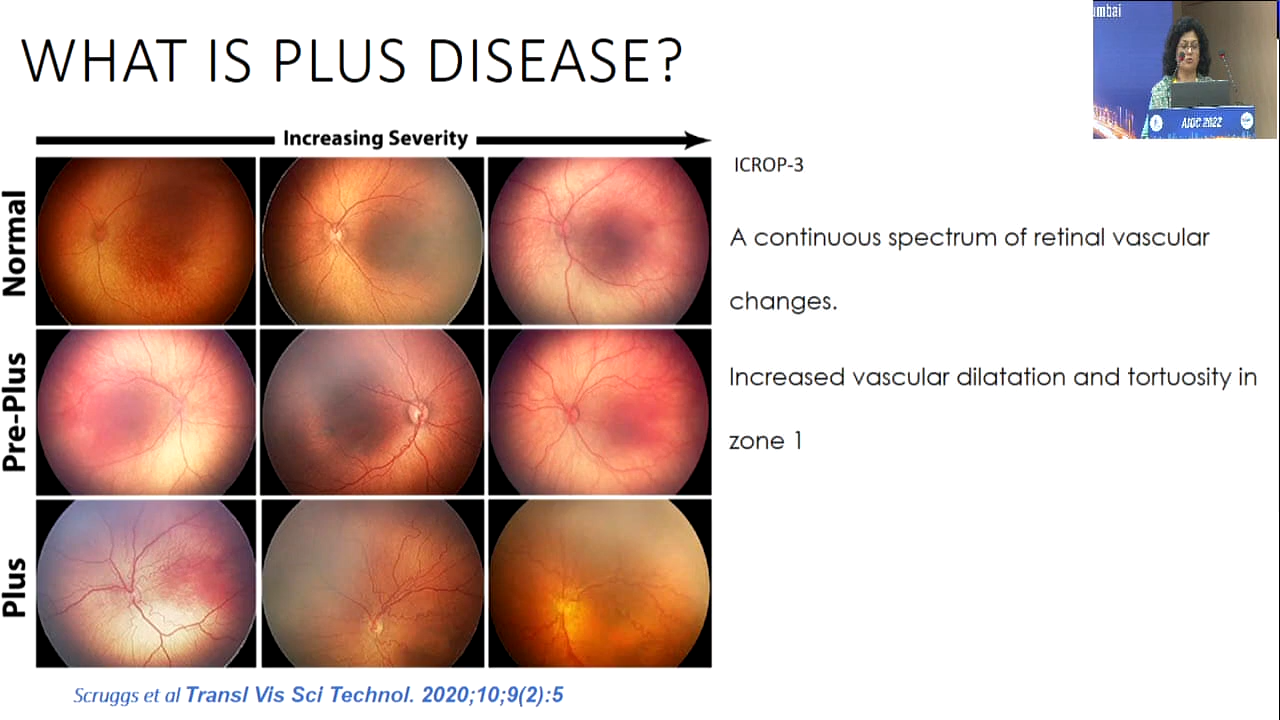 WHAT IS PLUS DISEASE?
umbai
AIOC 2022
Increasing Severity
Normal
Pre-Plus
Plus
ICROP-3
A continuous spectrum of retinal vascular
changes.
Increased vascular dilatation and tortuosity in
zone 1
Scruggs et al Transl Vis Sci Technol. 2020;10;9(2):5